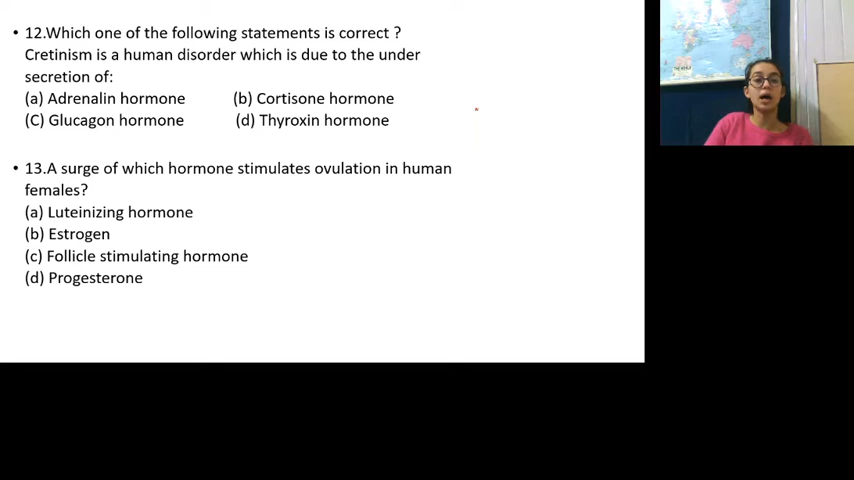 • 12.Which one of the following statements is correct ?
Cretinism is a human disorder which is due to the under
secretion of:
(a) Adrenalin hormone (b) Cortisone hormone
(C) Glucagon hormone (d) Thyroxin hormone
• 13.A surge of which hormone stimulates ovulation in human
females?
(a) Luteinizing hormone
(b) Estrogen
(c) Follicle stimulating hormone
(d) Progesterone